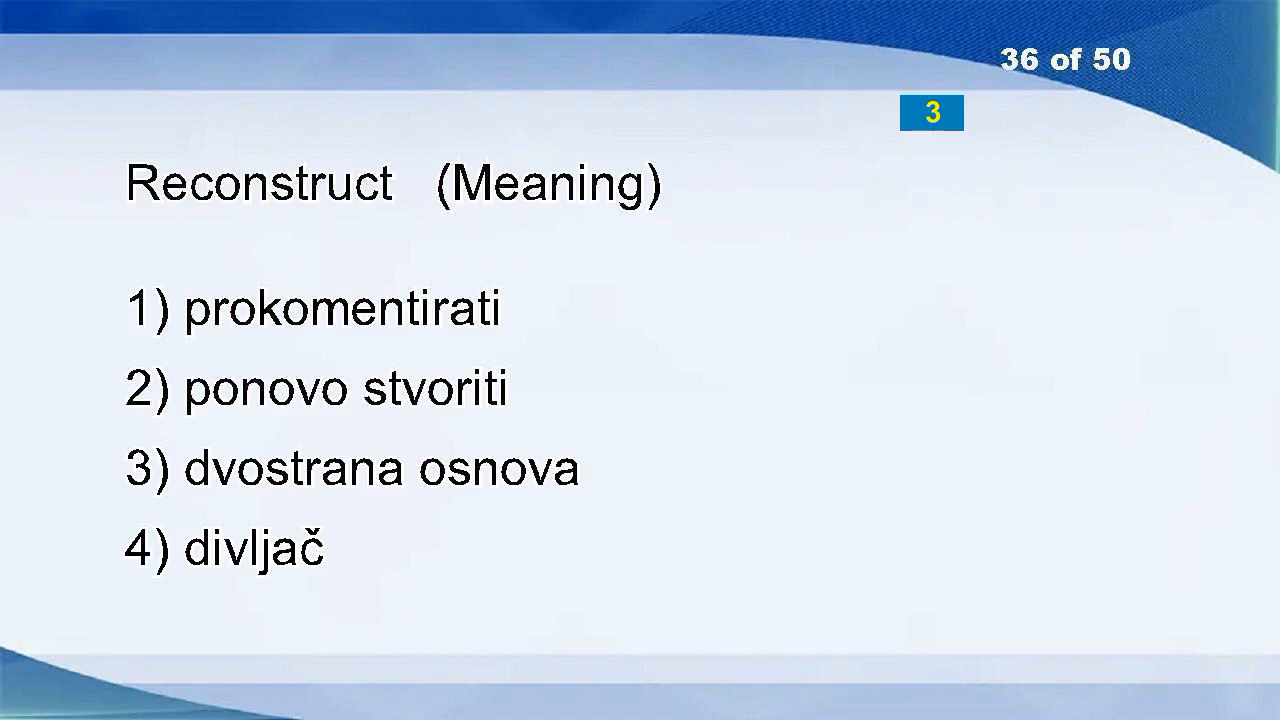 36 of 50
3
Reconstruct (Meaning)
1) prokomentirati
2) ponovo stvoriti
3) dvostrana osnova
4) divljač